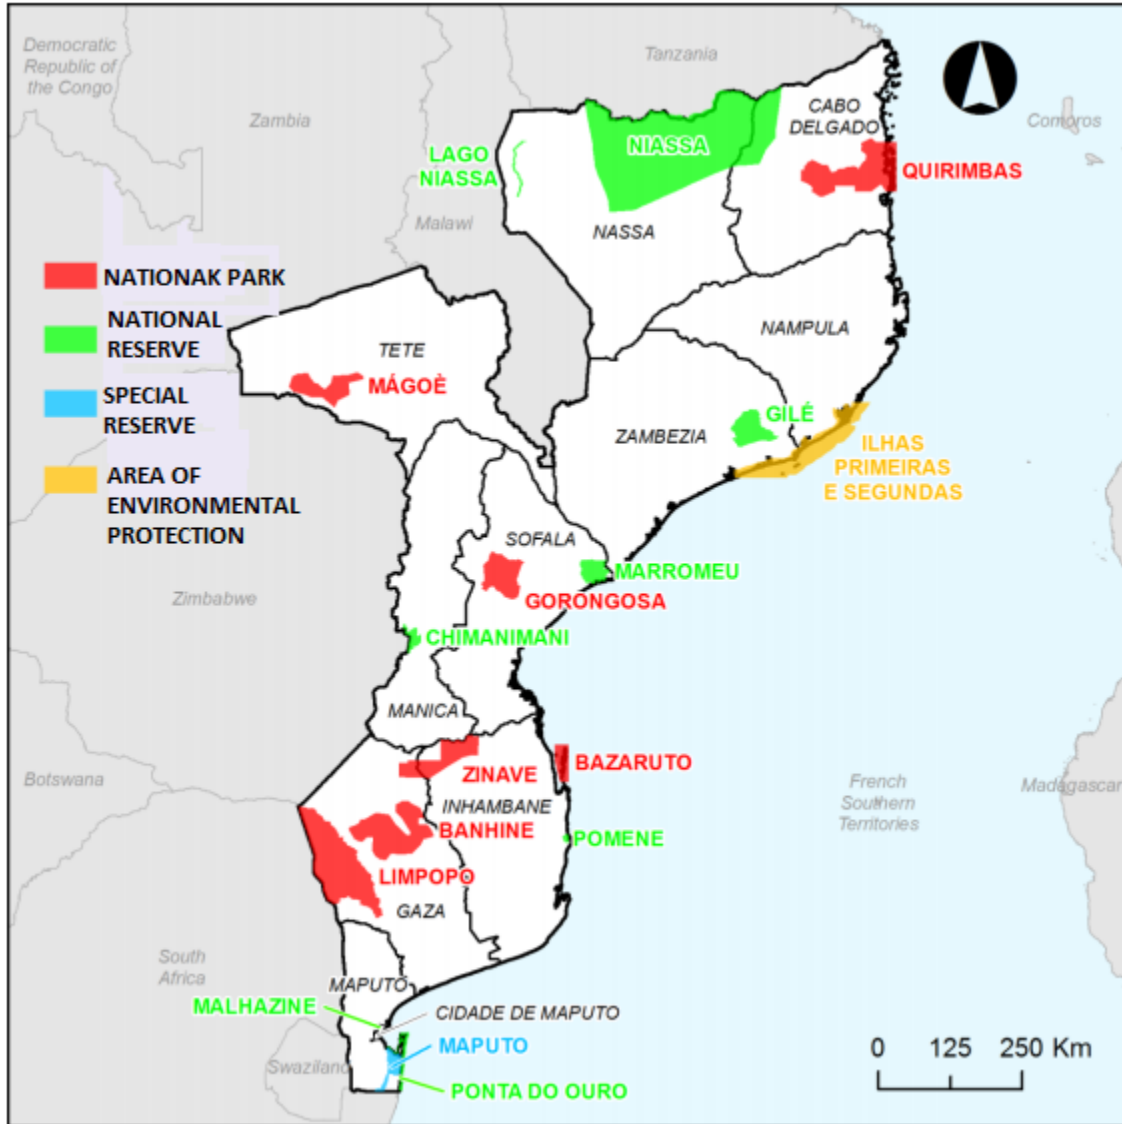 Democratic
Republic of
the Congo
Tanzania
Zambia
Comoros
CABO
DELGADO
NIASSA
LAGO
NIASSA
QUIRIMBAS
Malawi
NASSA
NATIONAK PARK
NATIONAL
RESERVE
SPECIAL
RESERVE
AREA OF
ENVIRONMENTAL
PROTECTION
NAMPULA
TETE
MÁGOÈ
GILÉ
ZAMBEZIA
ILHAS
PRIMEIRAS
E SEGUNDAS
SOFALA
MARROMEU
GORONGOSA
Zimbabwe
CHIMANIMANI
MANICA
BAZARUTO
ZINAVE
Botswana
French
Southern
Territories
Madagascar
INHAMBANE
BANHINE
POMENE
LIMPOPO
GAZA
South
Africa
MAPUTO
MALHAZINE
CIDADE DE MAPUTO
MAPUTO
Swaziland
PONTA DO OURO
0 125 250 Km